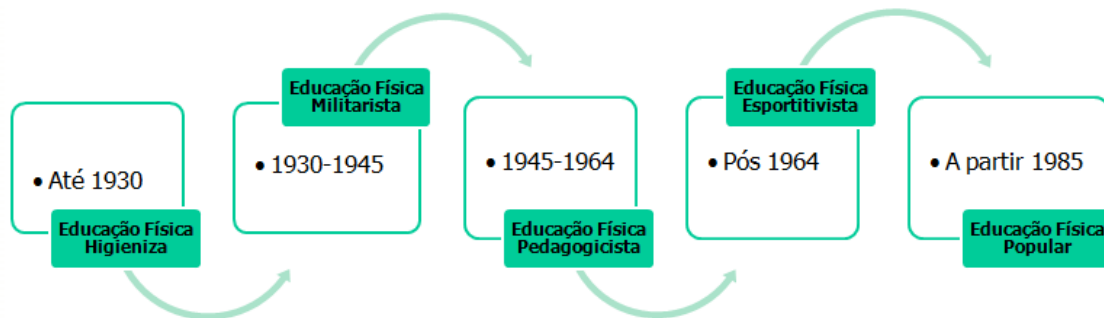 • Até 1930
Educação Física
Higieniza
Educação Física
Militarista
• 1930-1945
• 1945-1964
Educação Física
Pedagogicista
Educação Física
Esportitivista
• Pós 1964
• A partir 1985
Educação Física
Popular